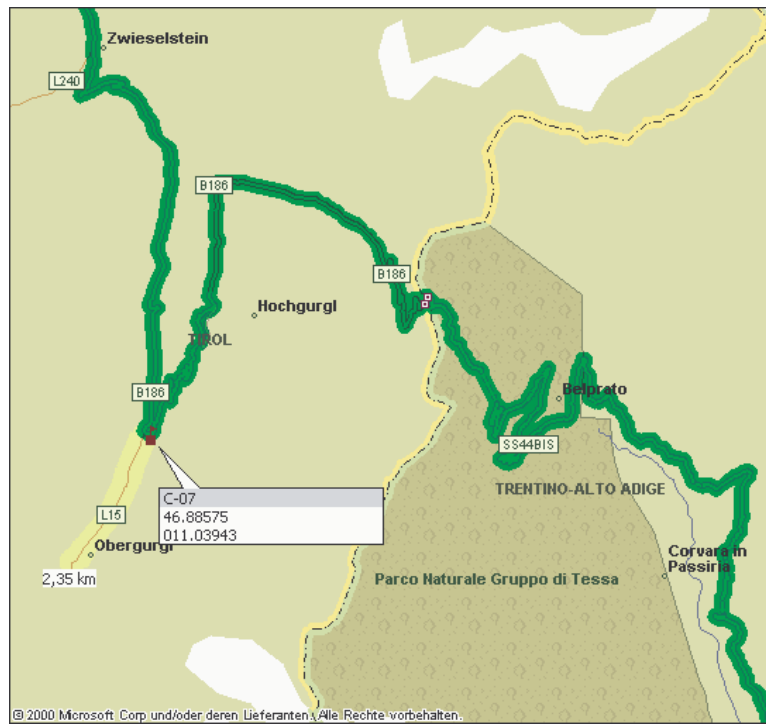 Zwieselstein
L240
B186
B186
Hochgurgl
TIROL
B186
Belprato
SS44BIS
C-07
46.88575
011.03943
TRENTINO-ALTO ADIGE
L15
Obergurgl
2,35 km
Corvara in
Passiria
Parco Naturale Gruppo di Tessa
© 2000 Microsoft Corp und/oder deren Lieferanten. Alle Rechte vorbehalten.